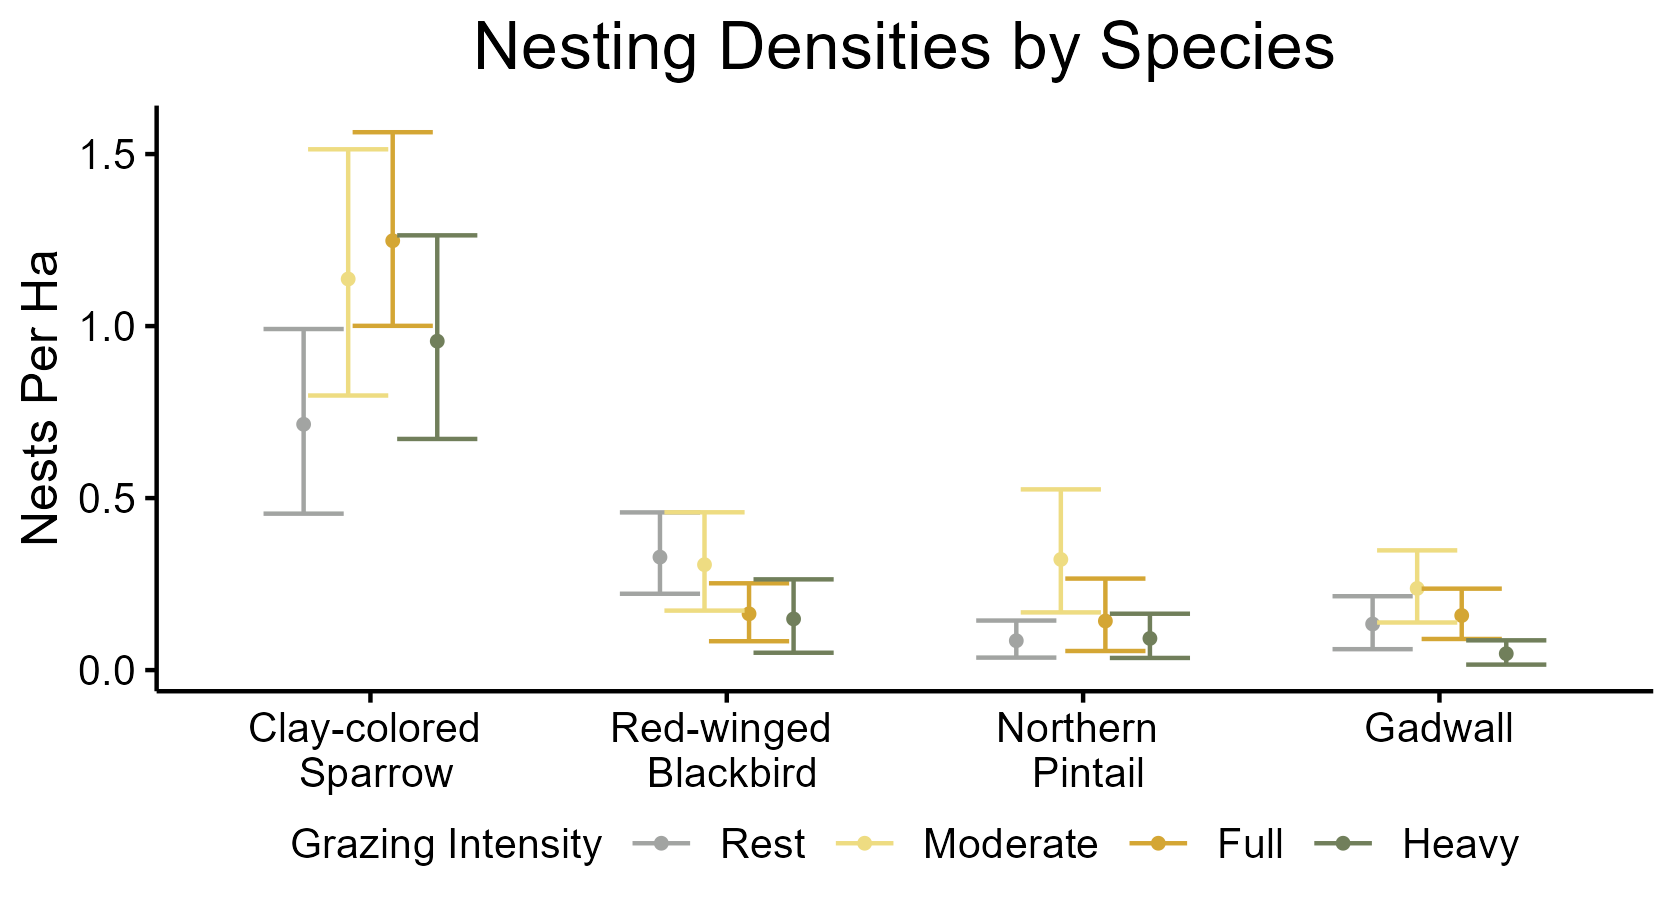 Nesting Densities by Species
Nests Per Ha
1.5
1.0
0.5
0.0
Clay-colored
Sparrow
Red-winged
Blackbird
Northern
Pintail
Gadwall
Grazing Intensity Rest Moderate Full Heavy